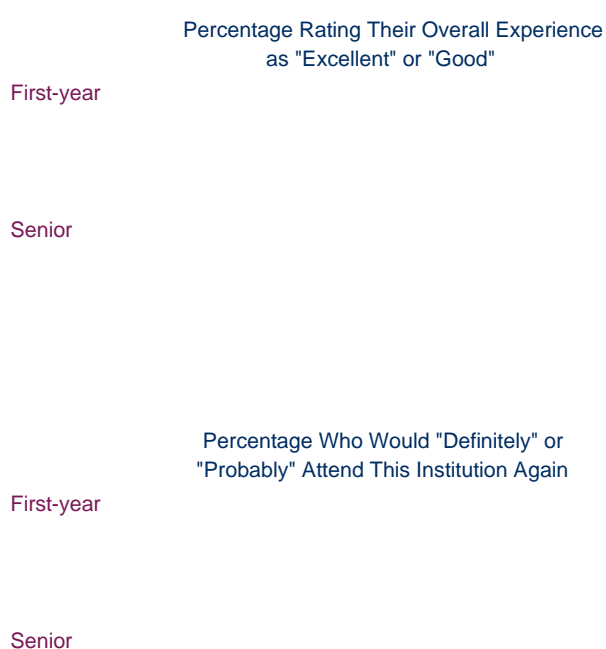 Percentage Rating Their Overall Experience
as "Excellent" or "Good"
First-year
Senior
Percentage Who Would "Definitely" or
"Probably" Attend This Institution Again
First-year
Senior